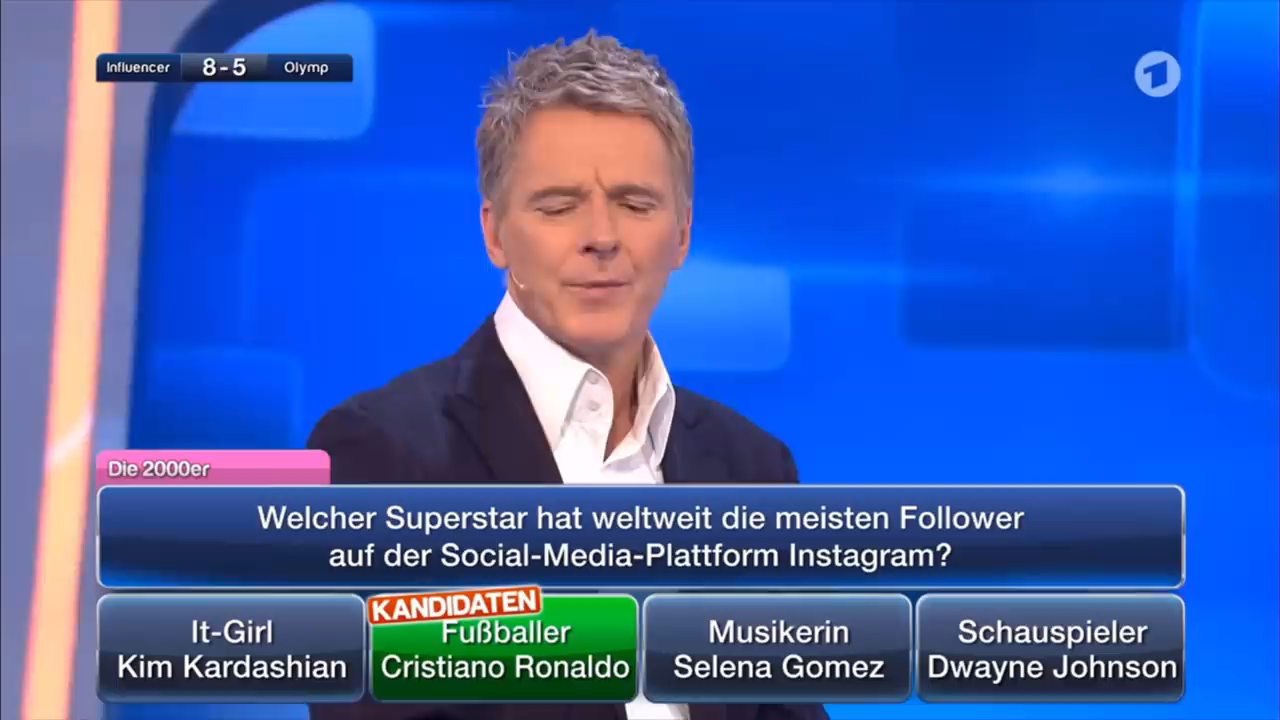 Influencer 8-5 Olymp
1
Die 2000er
Welcher Superstar hat weltweit die meisten Follower
auf der Social-Media-Plattform Instagram?
It-Girl
Kim Kardashian
KANDIDATEN
Fußballer
Cristiano Ronaldo
Musikerin
Selena Gomez
Schauspieler
Dwayne Johnson